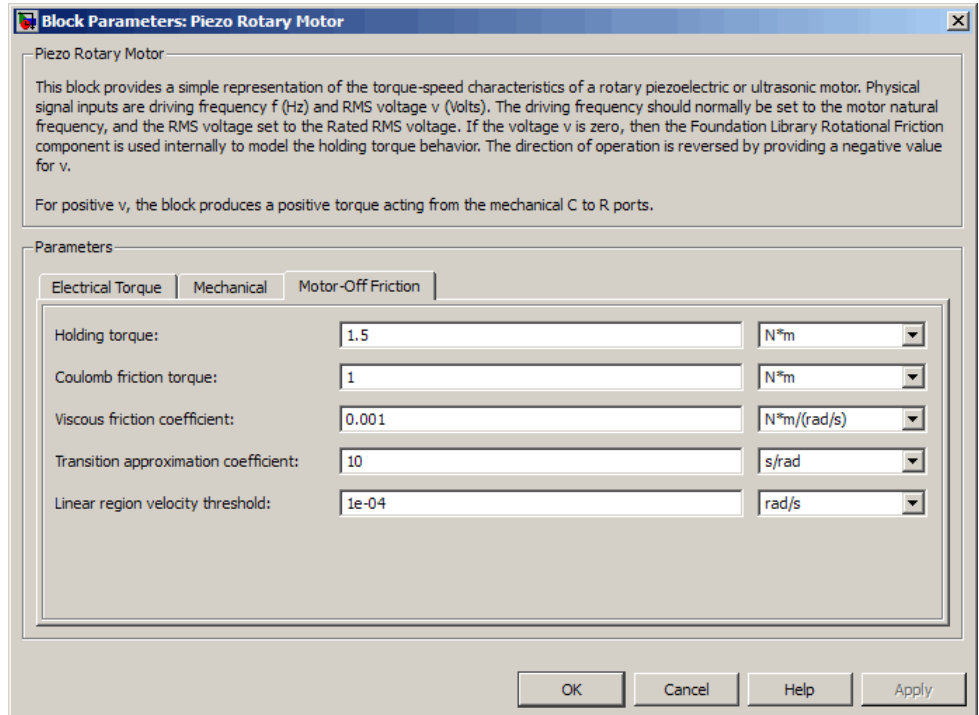 Block Parameters: Piezo Rotary Motor
Piezo Rotary Motor
This block provides a simple representation of the torque-speed characteristics of a rotary piezoelectric or ultrasonic motor. Physical
signal inputs are driving frequency f (Hz) and RMS voltage v (Volts). The driving frequency should normally be set to the motor natural
frequency, and the RMS voltage set to the Rated RMS voltage. If the voltage v is zero, then the Foundation Library Rotational Friction
component is used internally to model the holding torque behavior. The direction of operation is reversed by providing a negative value
for v.
For positive v, the block produces a positive torque acting from the mechanical C to R ports.
Parameters
Electrical Torque Mechanical Motor-Off Friction
Holding torque: 1.5 N*m
Coulomb friction torque: 1 N*m
Viscous friction coefficient: 0.001 N*m/(rad/s)
Transition approximation coefficient: 10 s/rad
Linear region velocity threshold: 1e-04 rad/s
OK Cancel Help Apply